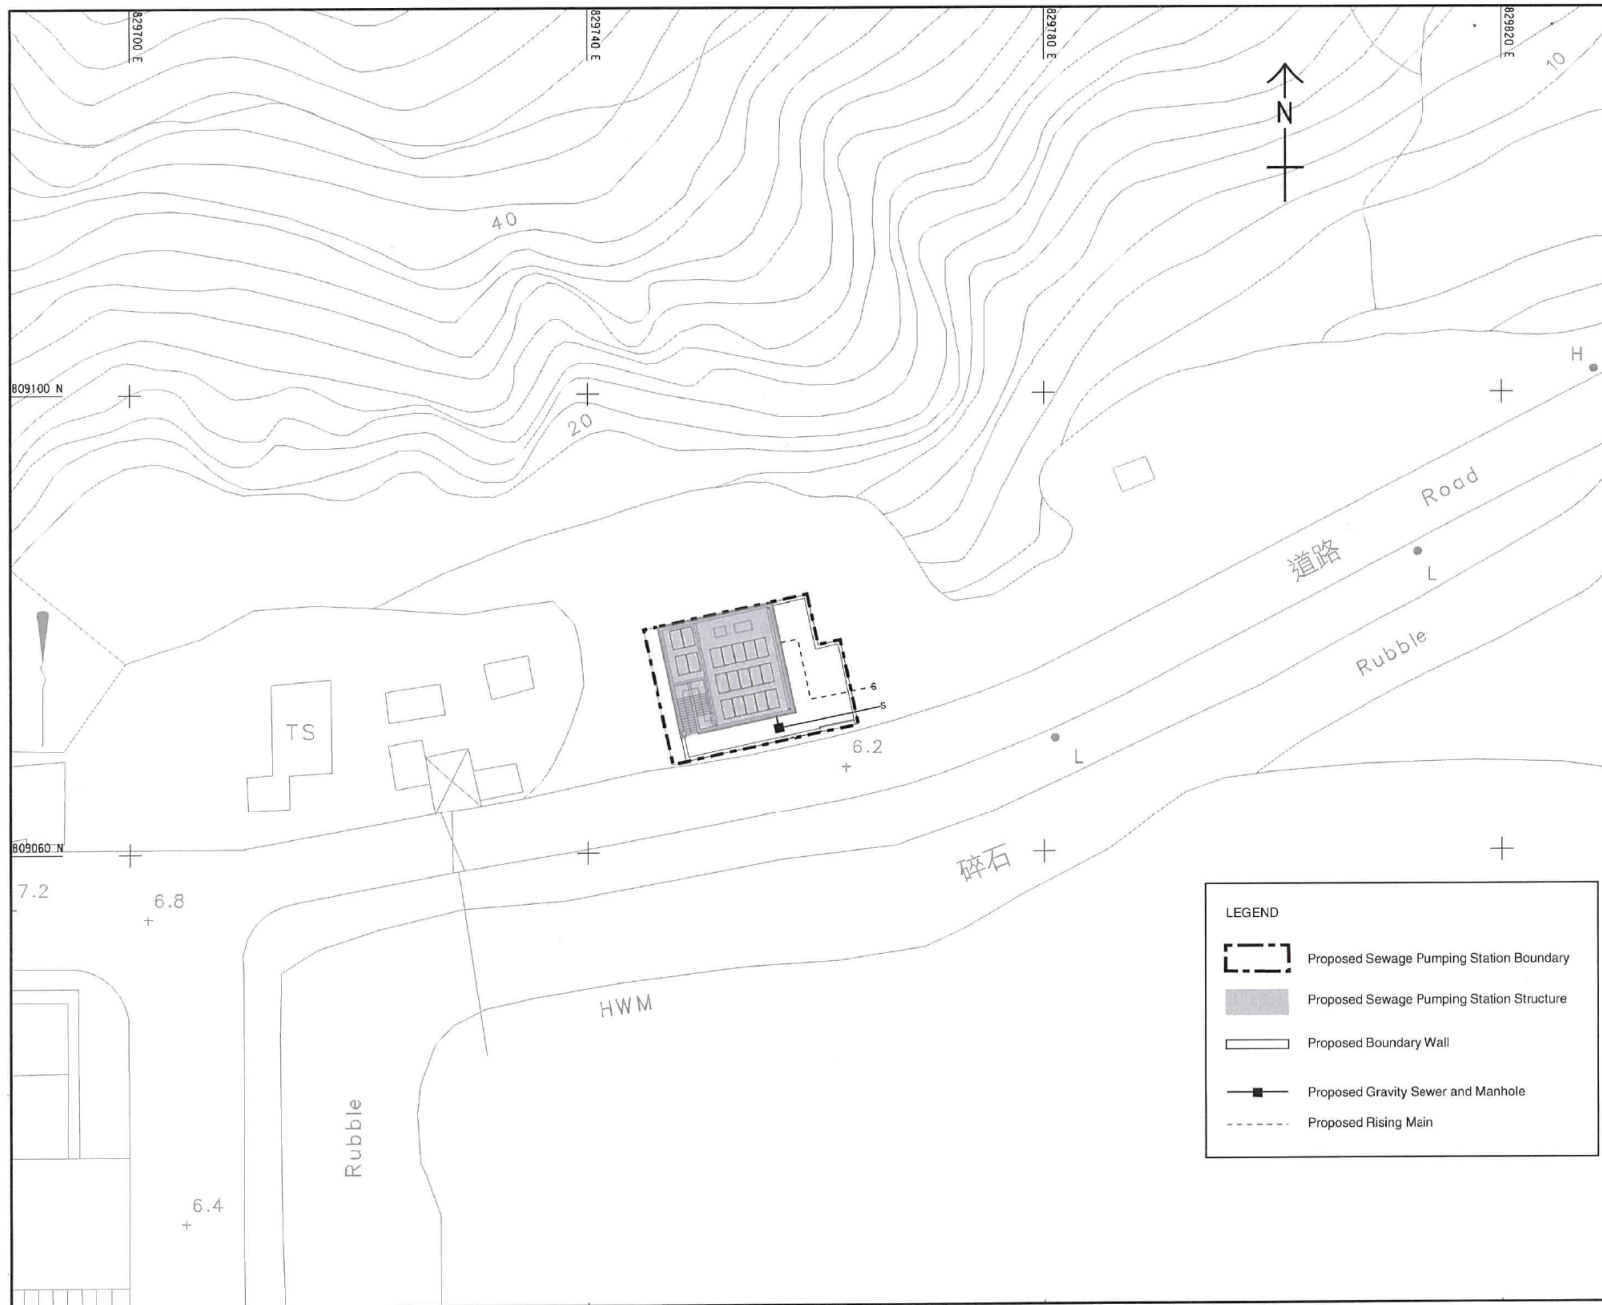 829700 E
829740 E
829780 E
829820 E
10
N
40
809100 N
20
H
Road
道路
L
Rubble
TS
S
S
6.2
L
809060 N
碎石
7.2
6.8
HWM
Rubble
6.4
LEGEND
Proposed Sewage Pumping Station Boundary
Proposed Sewage Pumping Station Structure
Proposed Boundary Wall
Proposed Gravity Sewer and Manhole
Proposed Rising Main